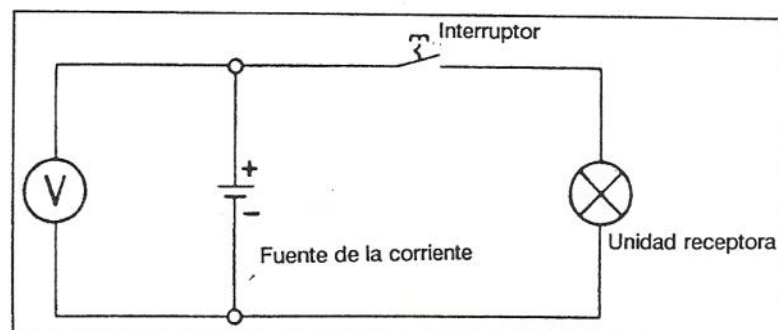 Interruptor
V
+
-
Fuente de la corriente
Unidad receptora